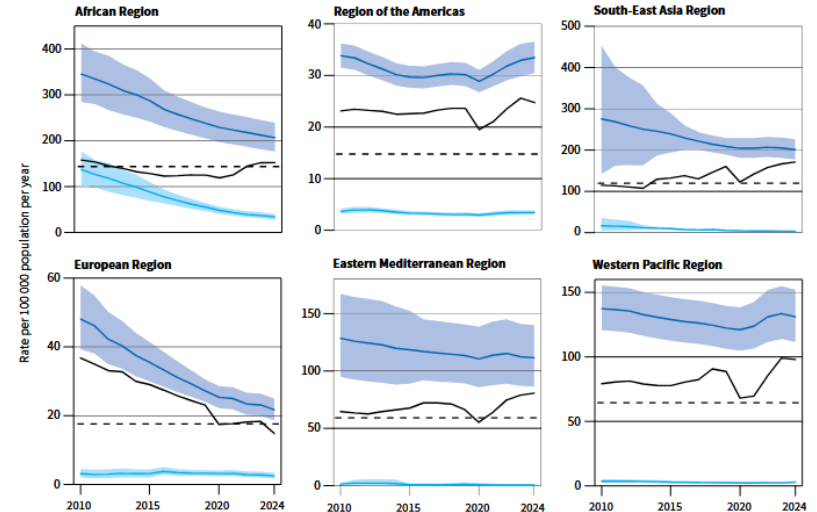 African Region
Region of the Americas
South-East Asia Region
400
300
200
100
0
40
30
20
10
0
500
400
300
200
100
0
Rate per 100 000 population per year
European Region
Eastern Mediterranean Region
Western Pacific Region
60
40
20
0
150
100
50
0
150
100
50
0
2010 2015 2020 2024
2010 2015 2020 2024
2010 2015 2020 2024